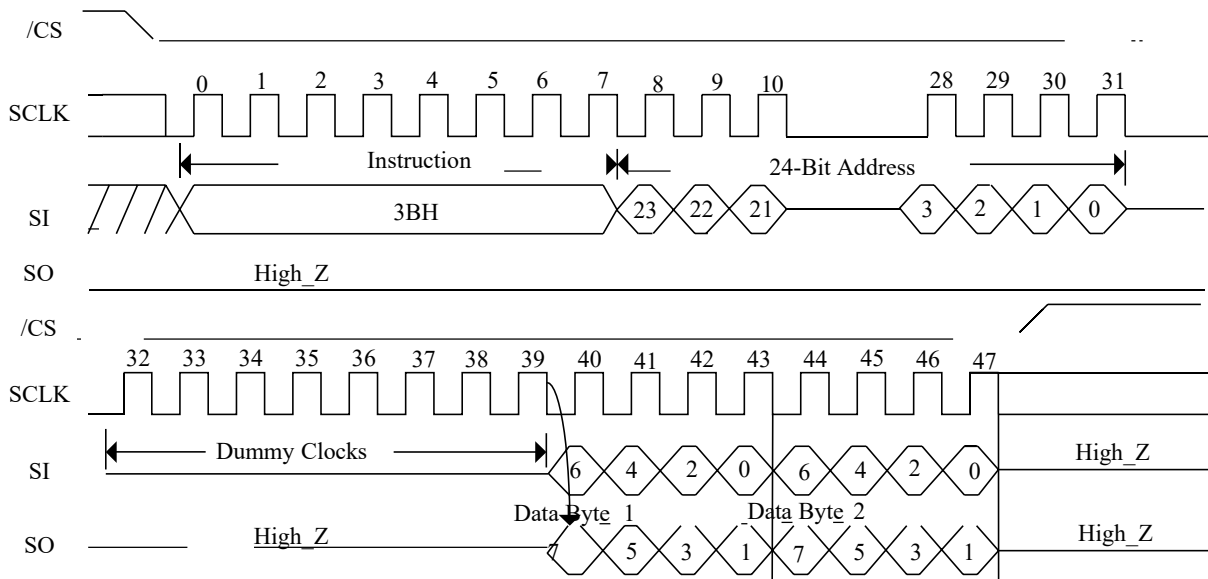 /CS
0 1 2 3 4 5 6 7 8 9 10 28 29 30 31
SCLK
Instruction 24-Bit Address
SI 3BH 23 22 21 3 2 1 0
SO High_Z
/CS
32 33 34 35 36 37 38 39 40 41 42 43 44 45 46 47
SCLK
Dummy Clocks
SI 6 4 2 0 6 4 2 0 High_Z
Data Byte 1 Data Byte 2
SO High_Z 7 5 3 1 7 5 3 1 High_Z